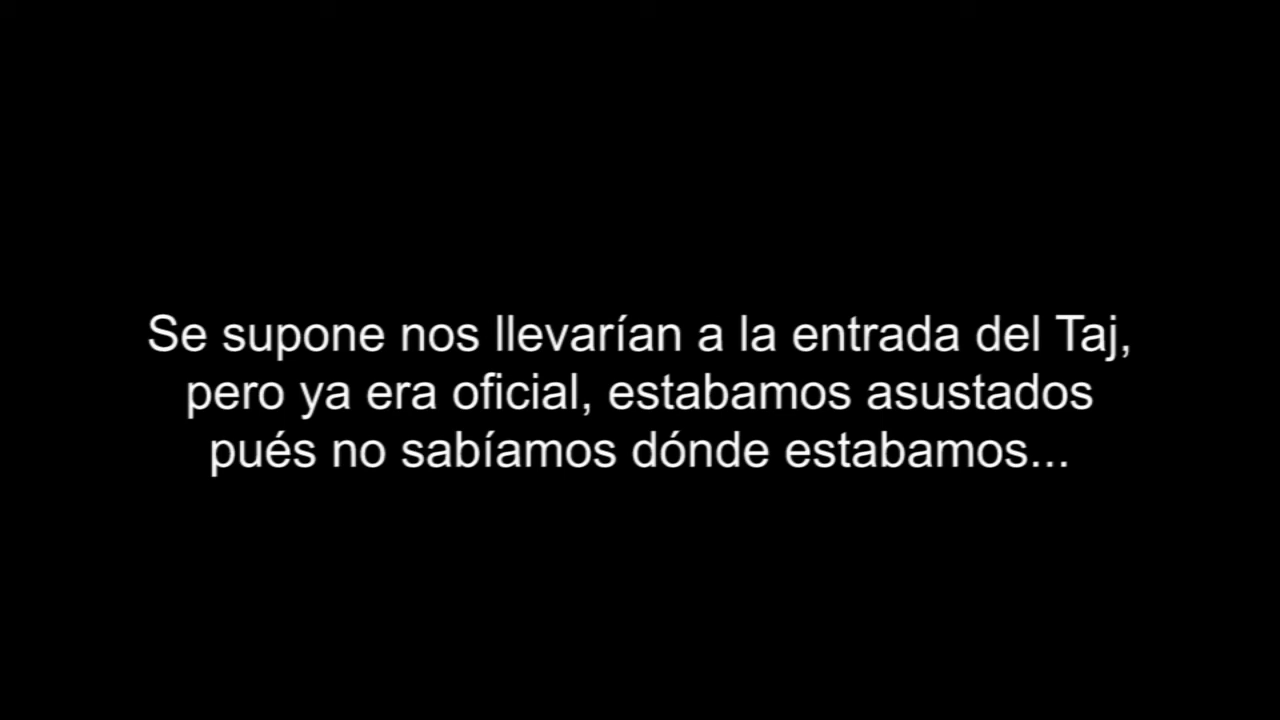 Se supone nos llevarían a la entrada del Taj,
pero ya era oficial, estabamos asustados
pués no sabíamos dónde estabamos...